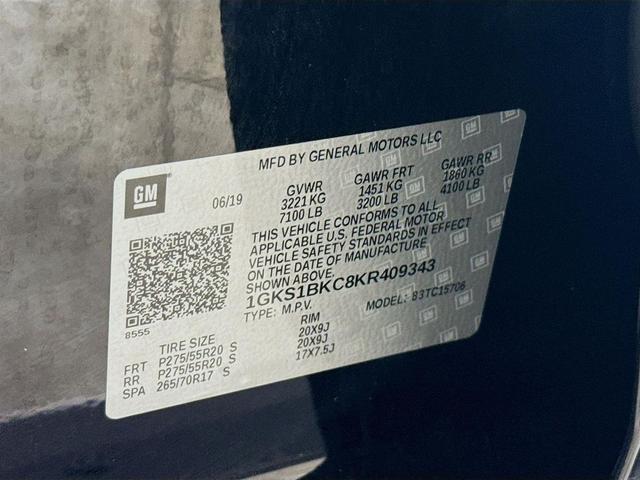 MFD BY GENERAL MOTORS LLC
GM
06/19
GVWR GAWR FRT GAWR RR
3221 KG 1451 KG 1860 KG
7100 LB 3200 LB 4100 LB
THIS VEHICLE CONFORMS TO ALL
APPLICABLE U.S. FEDERAL MOTOR
VEHICLE SAFETY STANDARDS IN EFFECT
ON THE DATE OF MANUFACTURE
SHOWN ABOVE.
1GKS1BKC8KR409343
TYPE: M.P.V. MODEL: 83TC15706
8555
TIRE SIZE RIM
FRT P275/55R20 S 20X9J
RR P275/55R20 S 20X9J
SPA 265/70R17 S 17X7.5J